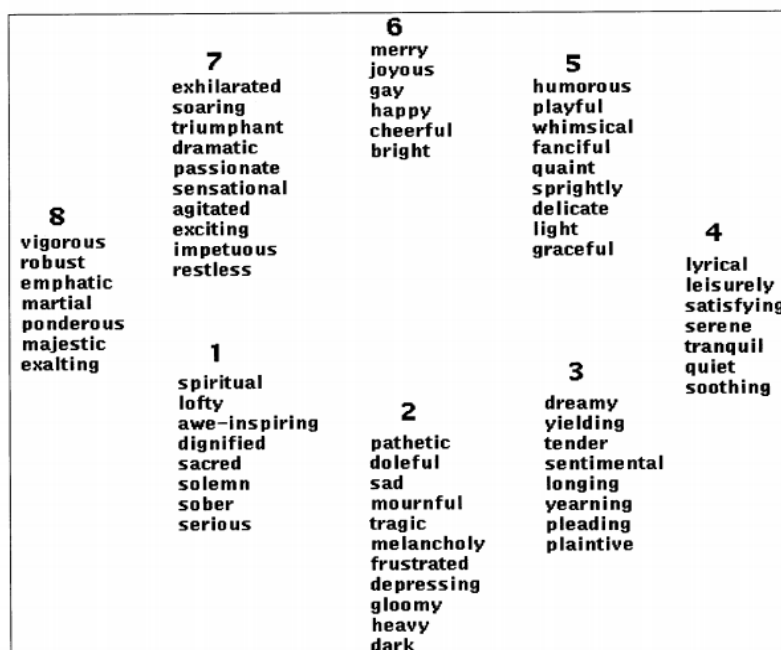 6
merry
joyous
gay
happy
cheerful
bright
7
exhilarated
soaring
triumphant
dramatic
passionate
sensational
agitated
exciting
impetuous
restless
5
humorous
playful
whimsical
fanciful
quaint
sprightly
delicate
light
graceful
8
vigorous
robust
emphatic
martial
ponderous
majestic
exalting
4
lyrical
leisurely
satisfying
serene
tranquil
quiet
soothing
1
spiritual
lofty
awe-inspiring
dignified
sacred
solemn
sober
serious
2
pathetic
doleful
sad
mournful
tragic
melancholy
frustrated
depressing
gloomy
heavy
dark
3
dreamy
yielding
tender
sentimental
longing
yearning
pleading
plaintive